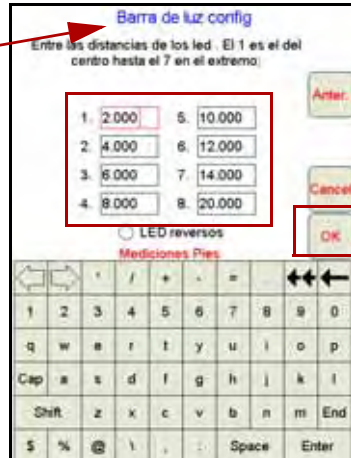 Barra de luz config
Entre las distancias de los led . El 1 es el del
centro hasta el 7 en el extremo;
Anter.
1. 2.000 5. 10.000
2. 4.000 6. 12.000
3. 6.000 7. 14.000
4. 8.000 8. 20.000
Cancel
LED reversos
OK
Mediciones Pies
' / + - =
1 2 3 4 5 6 7 8 9 0
q w e r t y u i o p
Cap a s d f g h j k l
Shift z x c v b n m End
$ % @ \ . : Space Enter